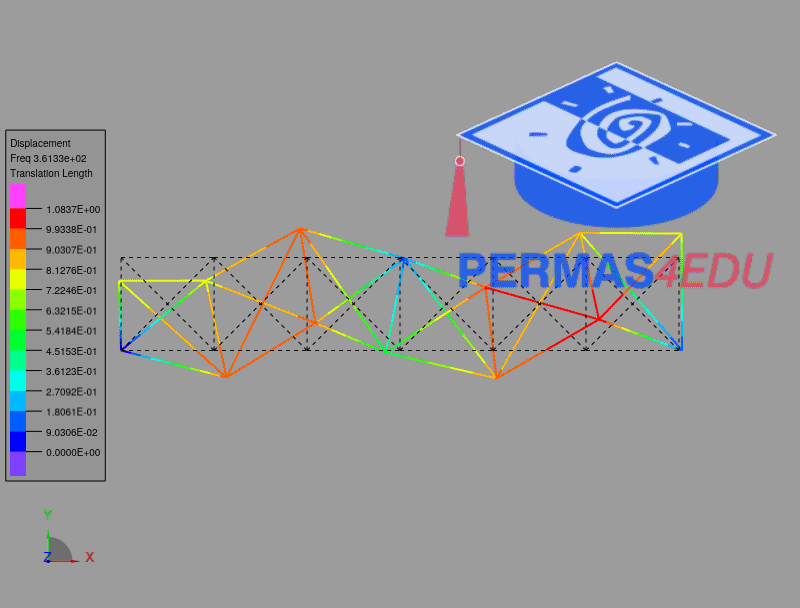 Displacement
Freq 3.6133e+02
Translation Length
1.0837E+00
9.9338E-01
9.0307E-01
8.1276E-01
7.2246E-01
6.3215E-01
5.4184E-01
4.5153E-01
3.6123E-01
2.7092E-01
1.8061E-01
9.0306E-02
0.0000E+00
PERMAS4EDU
Y
Z X